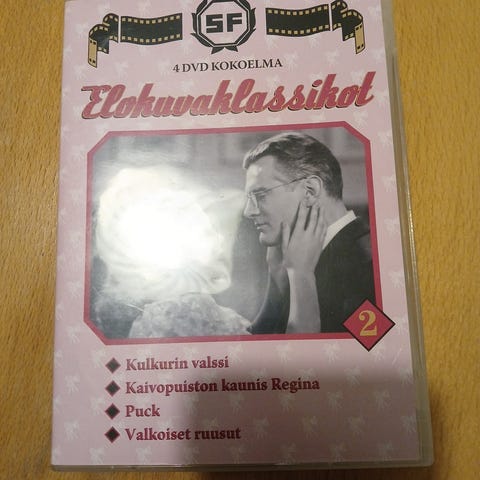 SF
4 DVD KOKOELMA
Elokuvaklassikot
2
Kulkurin valssi
Kaivopuiston kaunis Regina
Puck
Valkoiset ruusut